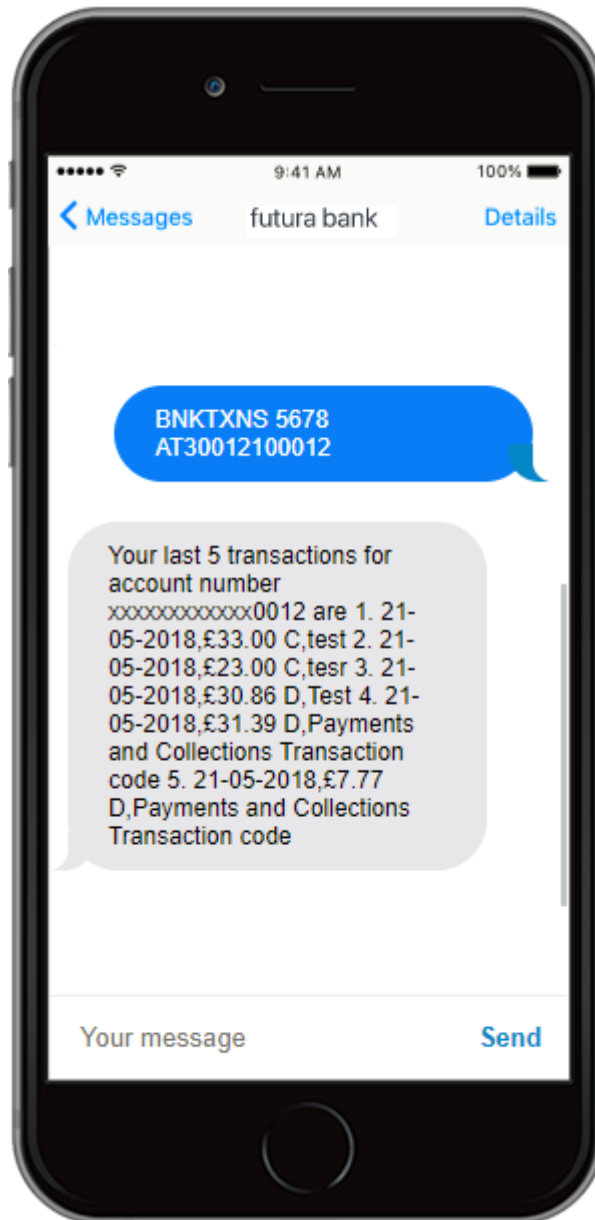 9:41 AM 100%
Messages futura bank Details
BNKTXNS 5678
AT30012100012
Your last 5 transactions for
account number
xxxxxxxxxxxx0012 are 1. 21-
05-2018,£33.00 C,test 2. 21-
05-2018,£23.00 C,tesr 3. 21-
05-2018,£30.86 D,Test 4. 21-
05-2018,£31.39 D,Payments
and Collections Transaction
code 5. 21-05-2018,£7.77
D,Payments and Collections
Transaction code
Your message Send